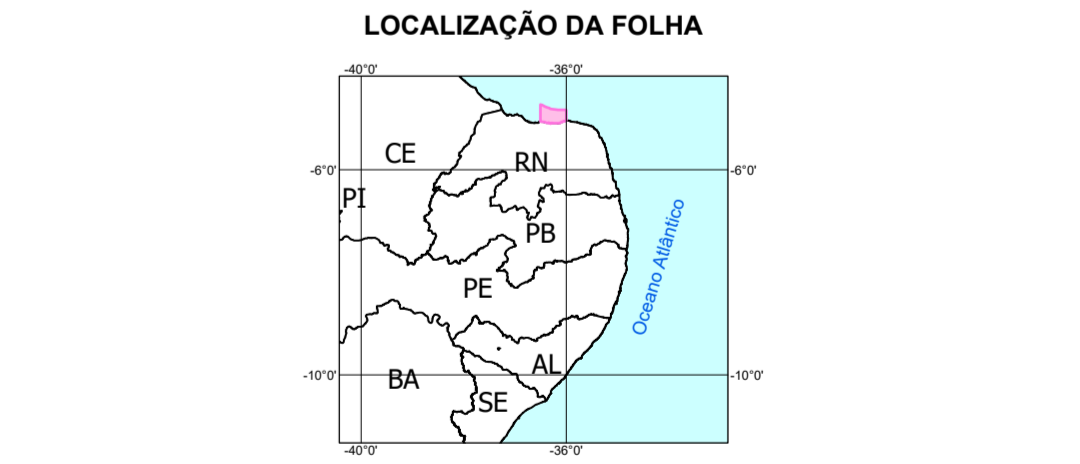 LOCALIZAÇÃO DA FOLHA
-40°0' -36°0'
CE
RN
-6°0' -6°0'
PI
PB
Oceano Atlântico
PE
AL
-10°0' -10°0'
BA
SE
-40°0' -36°0'